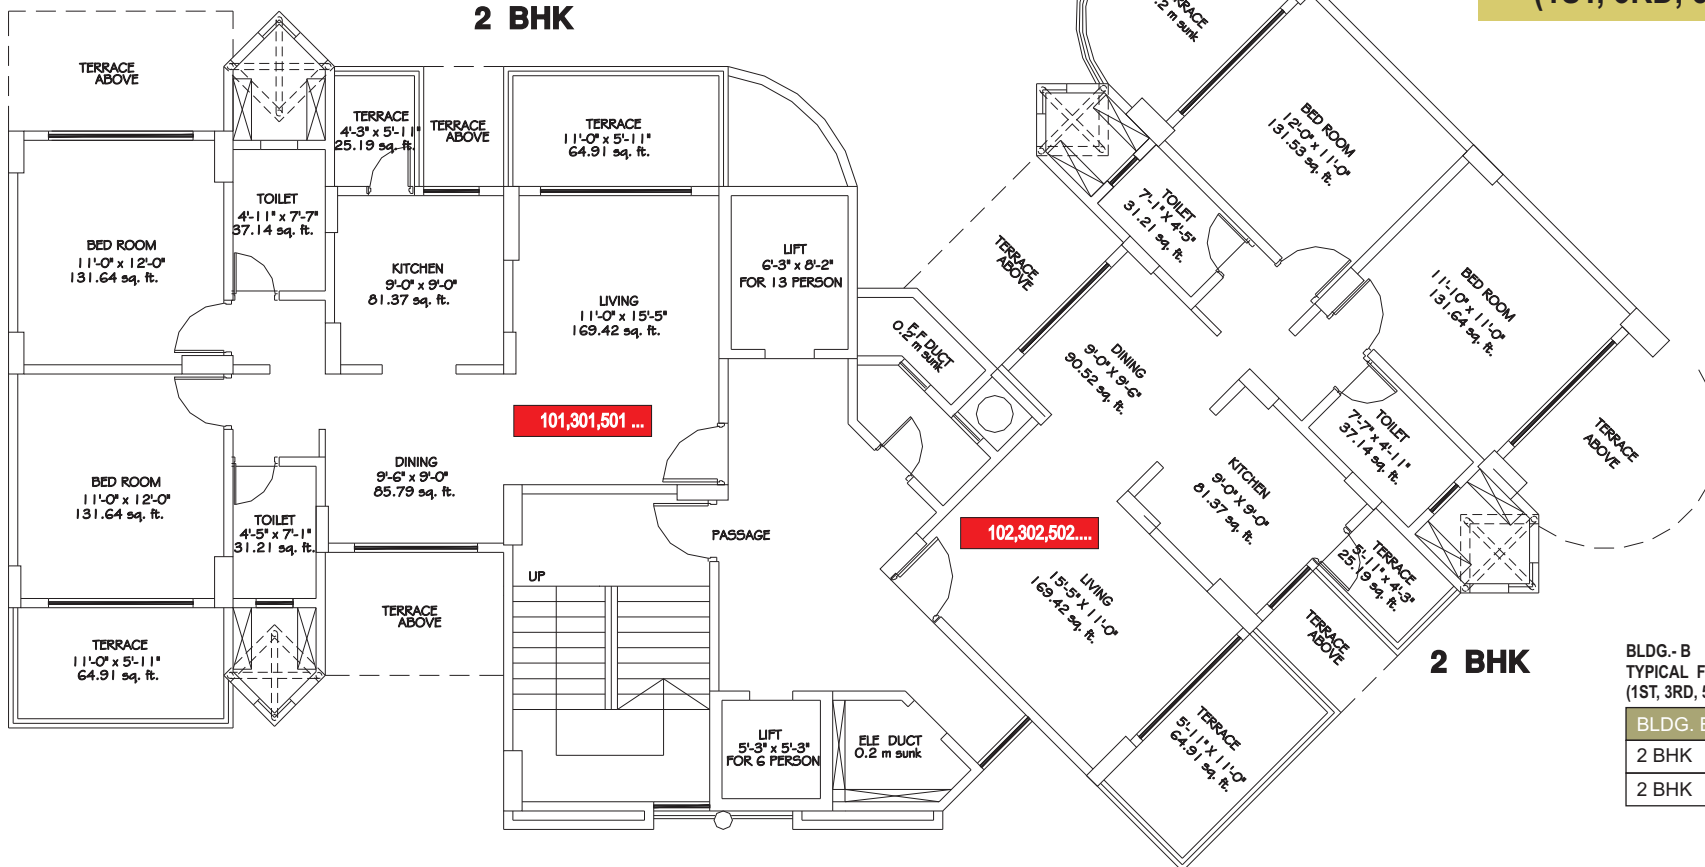 2 BHK
TERRACE
ABOVE
TERRACE
4'-3" x 5'-11"
25.19 sq. ft.
TERRACE
ABOVE
TERRACE
11'-0" x 5'-11"
64.91 sq. ft.
TOILET
4'-11" x 7'-7"
37.14 sq. ft.
BED ROOM
11'-0" x 12'-0"
131.64 sq. ft.
KITCHEN
9'-0" x 9'-0"
81.37 sq. ft.
LIVING
11'-0" x 15'-5"
169.42 sq. ft.
LIFT
6'-3" x 8'-2"
FOR 13 PERSON
101,301,501 ...
DINING
9'-6" x 9'-0"
85.79 sq. ft.
BED ROOM
11'-0" x 12'-0"
131.64 sq. ft.
TOILET
4'-5" x 7'-1"
31.21 sq. ft.
PASSAGE
UP
TERRACE
ABOVE
TERRACE
11'-0" x 5'-11"
64.91 sq. ft.
LIFT
5'-3" x 5'-3"
FOR 6 PERSON
ELE DUCT
0.2 m sunk
F.F DUCT
0.2 m sunk
m sunk
BED ROOM
12'-0" x 11'-0"
131.53 sq. ft.
TOILET
7'-1" X 4'-5"
31.21 sq. ft.
TERRACE
ABOVE
BED ROOM
11'-10" x 11'-0"
131.64 sq. ft.
DINING
9'-0" X 9'-6"
90.52 sq. ft.
TOILET
7'-7" x 4'-11"
37.14 sq. ft.
TERRACE
ABOVE
KITCHEN
9'-0" X 9'-0"
81.37 sq. ft.
102,302,502....
TERRACE
5'-11" x 4'-3"
25.19 sq. ft.
LIVING
15'-5" X 11'-0"
169.42 sq. ft.
TERRACE
ABOVE
TERRACE
5'-11" X 11'-0"
64.91 sq. ft.
2 BHK
BLDG.- B
TYPICAL F
(1ST, 3RD, 5
BLDG. B
2 BHK
2 BHK